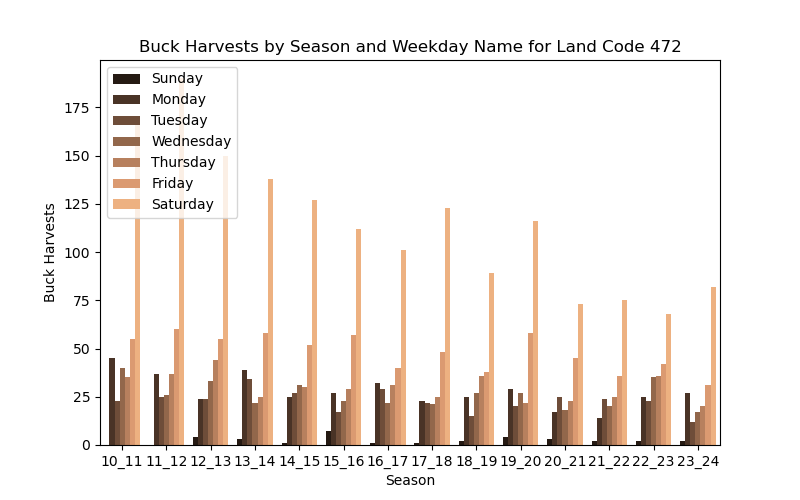 Buck Harvests by Season and Weekday Name for Land Code 472
Sunday
Monday
Tuesday
Wednesday
Thursday
Friday
Saturday
175
150
125
100
75
50
25
0
Buck Harvests
10_11 11_12 12_13 13_14 14_15 15_16 16_17 17_18 18_19 19_20 20_21 21_22 22_23 23_24
Season